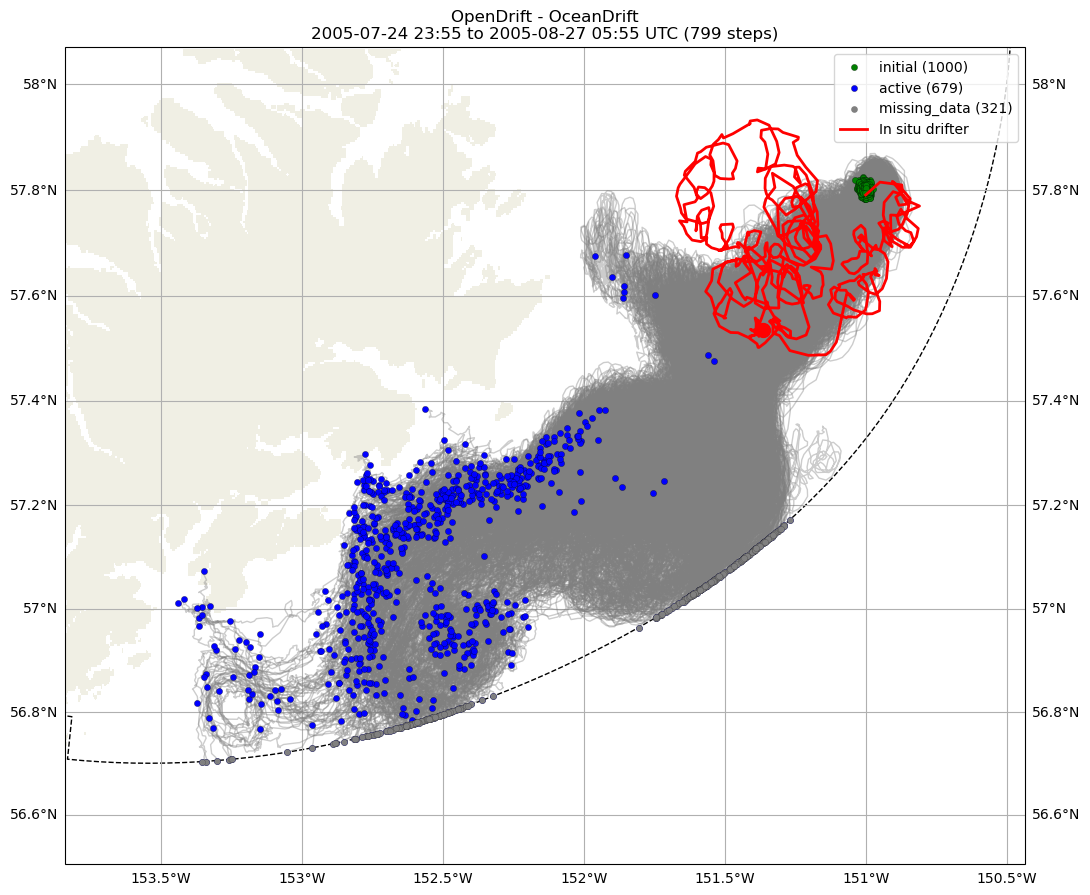 OpenDrift - OceanDrift
2005-07-24 23:55 to 2005-08-27 05:55 UTC (799 steps)
initial (1000)
active (679)
missing_data (321)
In situ drifter
58°N
58°N
57.8°N
57.8°N
57.6°N
57.6°N
57.4°N
57.4°N
57.2°N
57.2°N
57°N
57°N
56.8°N
56.8°N
56.6°N
56.6°N
153.5°W
153°W
152.5°W
152°W
151.5°W
151°W
150.5°W